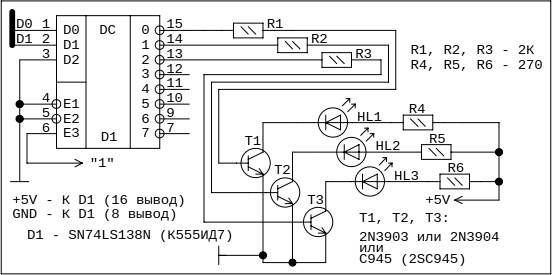 D0 1 D0 DC 0 15 R1
D1 2 D1 1 14 R2
3 D2 2 13 R3
3 12
4 11
4 E1 5 10
5 E2 6 9
6 E3 D1 7 7
R1, R2, R3 - 2К
R4, R5, R6 - 270
"1"
HL1 R4
HL2 R5
HL3 R6
T1
T2
T3
+5V
+5V - К D1 (16 вывод)
GND - К D1 (8 вывод)
D1 - SN74LS138N (К555ИД7)
T1, T2, T3:
2N3903 или 2N3904
или
C945 (2SC945)